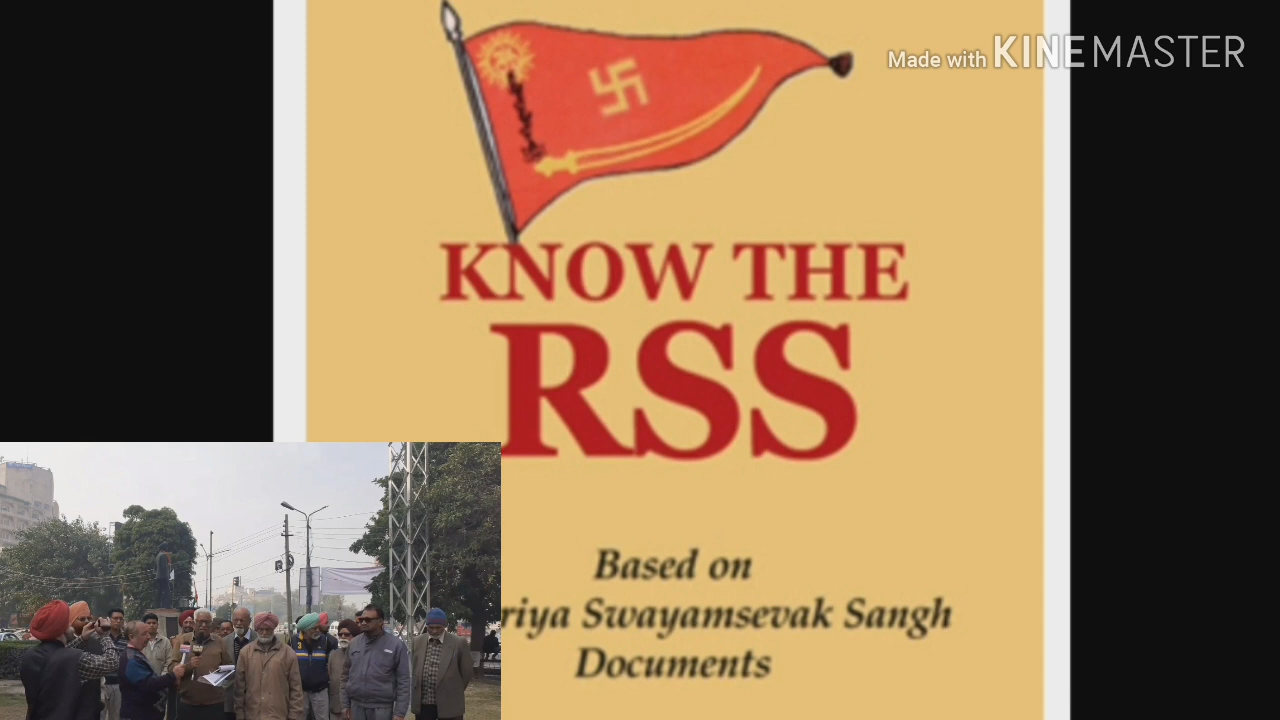 Made with KINEMASTER
KNOW THE
RSS
Based on
riya Swayamsevak Sangh
Documents